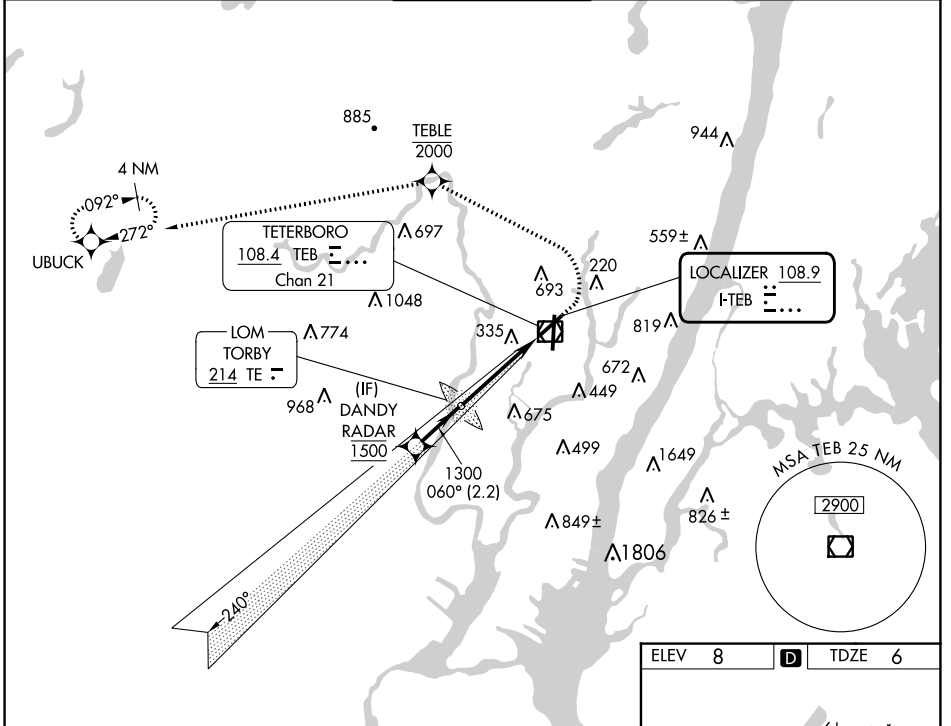 885
TEBLE
2000
944
4 NM
092°
272°
UBUCK
TETERBORO
108.4 TEB
Chan 21
697
1048
693
220
559±
LOCALIZER 108.9
I-TEB
819
335
LOM
TORBY
214 TE
774
968
(IF)
DANDY
RADAR
1500
672
449
675
499
1649
1300
060° (2.2)
826±
849±
1806
240°
MSA TEB 25 NM
2900
ELEV 8 D TDZE 6